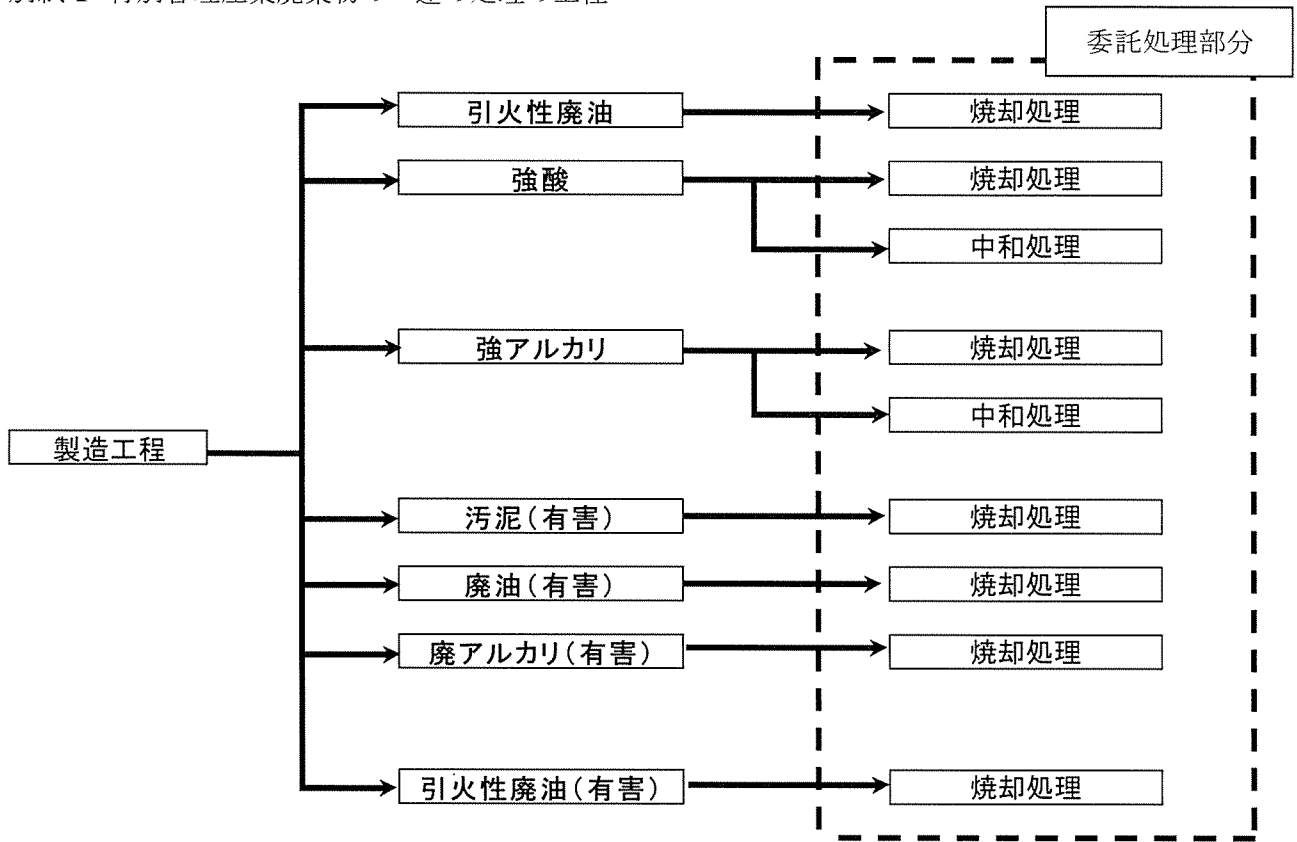 委託処理部分
引火性廃油
焼却処理
強酸
焼却処理
中和処理
強アルカリ
焼却処理
中和処理
製造工程
汚泥(有害)
焼却処理
廃油(有害)
焼却処理
廃アルカリ(有害)
焼却処理
引火性廃油(有害)
焼却処理